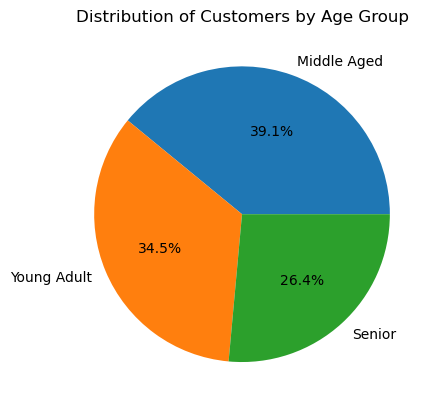 Distribution of Customers by Age Group
Middle Aged
39.1%
34.5%
Young Adult
26.4%
Senior